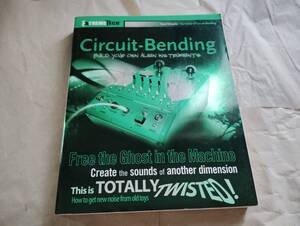 EXTREMETECH
Circuit-Bending
BUILD YOUR OWN ALIEN INSTRUMENTS
Free the Ghost in the Machine
Create the sounds of another dimension
This is TOTALLY TWISTED!
How to get new noise from old toys